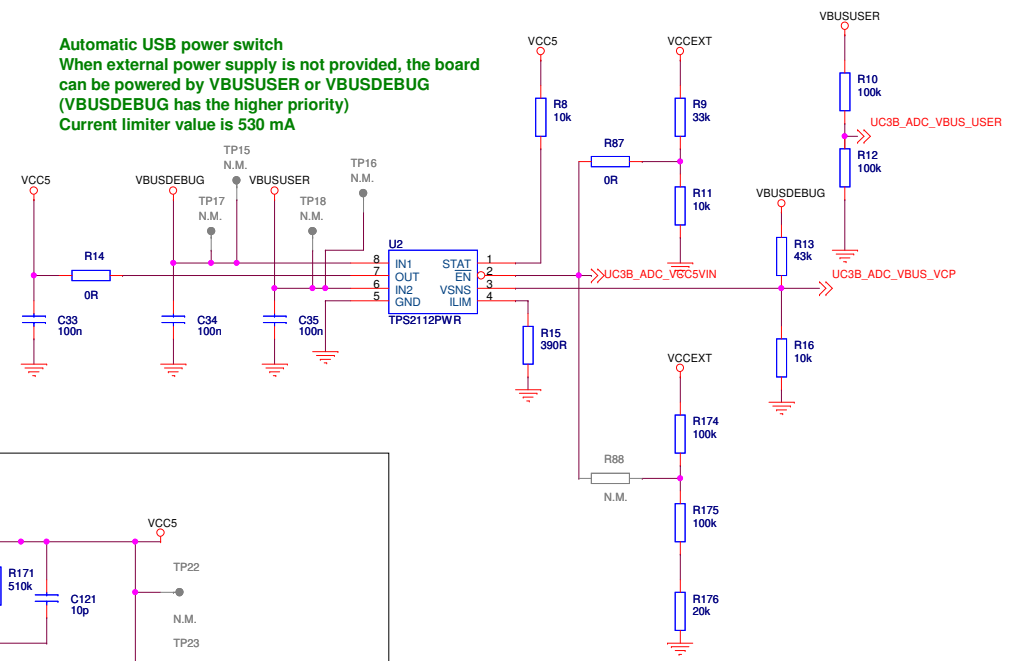 Automatic USB power switch
When external power supply is not provided, the board
can be powered by VBUSUSER or VBUSDEBUG
(VBUSDEBUG has the higher priority)
Current limiter value is 530 mA
VCC5
R8
10k
VCCEXT
R9
33k
R87
0R
R11
10k
VBUSUSER
R10
100k
UC3B_ADC_VBUS_USER
R12
100k
VCC5
VBUSDEBUG
TP15
N.M.
VBUSUSER
TP17
N.M.
TP18
N.M.
TP16
N.M.
R14
0R
C33
100n
C34
100n
C35
100n
U2
8
7
6
5
IN1
OUT
IN2
GND
STAT
EN
VSNS
ILIM
1
2
3
4
TPS2112PWR
UC3B_ADC_VCC5VIN
VBUSDEBUG
R13
43k
UC3B_ADC_VBUS_VCP
R15
390R
R16
10k
VCCEXT
R174
100k
R88
N.M.
R175
100k
R176
20k
VCC5
R171
510k
C121
10p
TP22
N.M.
TP23